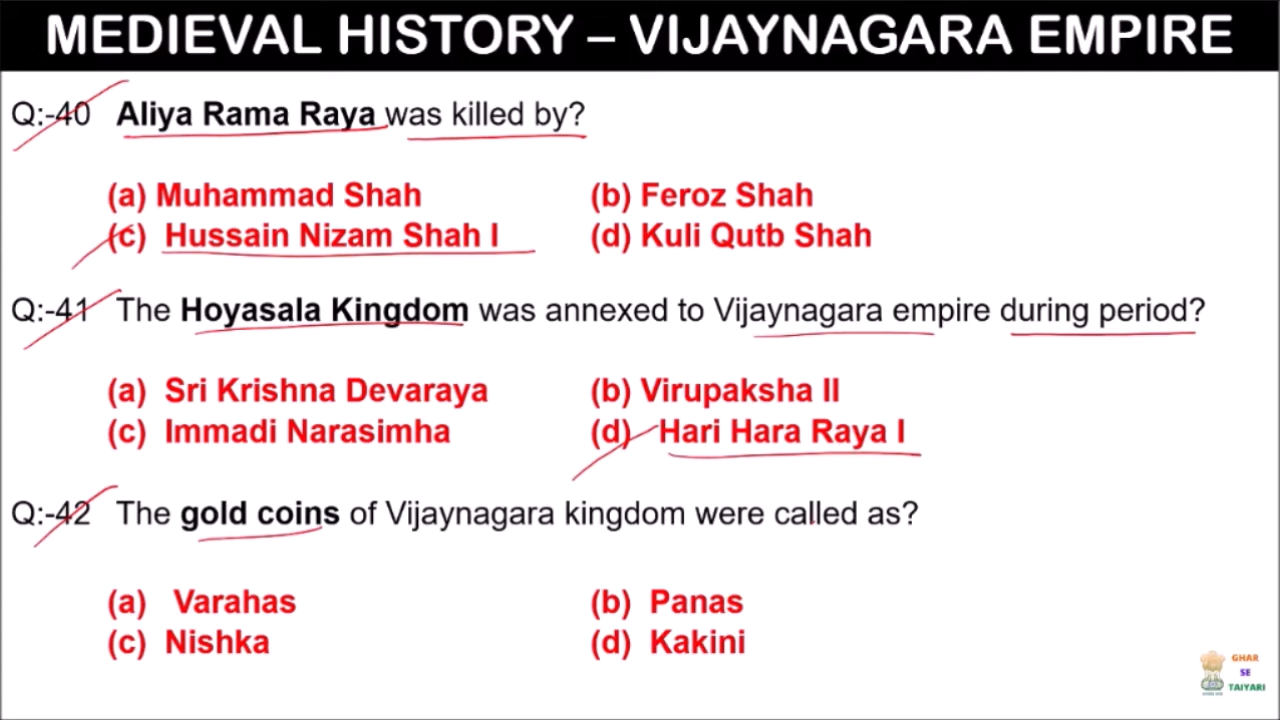 MEDIEVAL HISTORY – VIJAYNAGARA EMPIRE
Q:-40 Aliya Rama Raya was killed by?
(a) Muhammad Shah (b) Feroz Shah
(c) Hussain Nizam Shah I (d) Kuli Qutb Shah
Q:-41 The Hoyasala Kingdom was annexed to Vijaynagara empire during period?
(a) Sri Krishna Devaraya (b) Virupaksha II
(c) Immadi Narasimha (d) Hari Hara Raya I
Q:-42 The gold coins of Vijaynagara kingdom were called as?
(a) Varahas (b) Panas
(c) Nishka (d) Kakini
GHAR
SE
TAIYARI